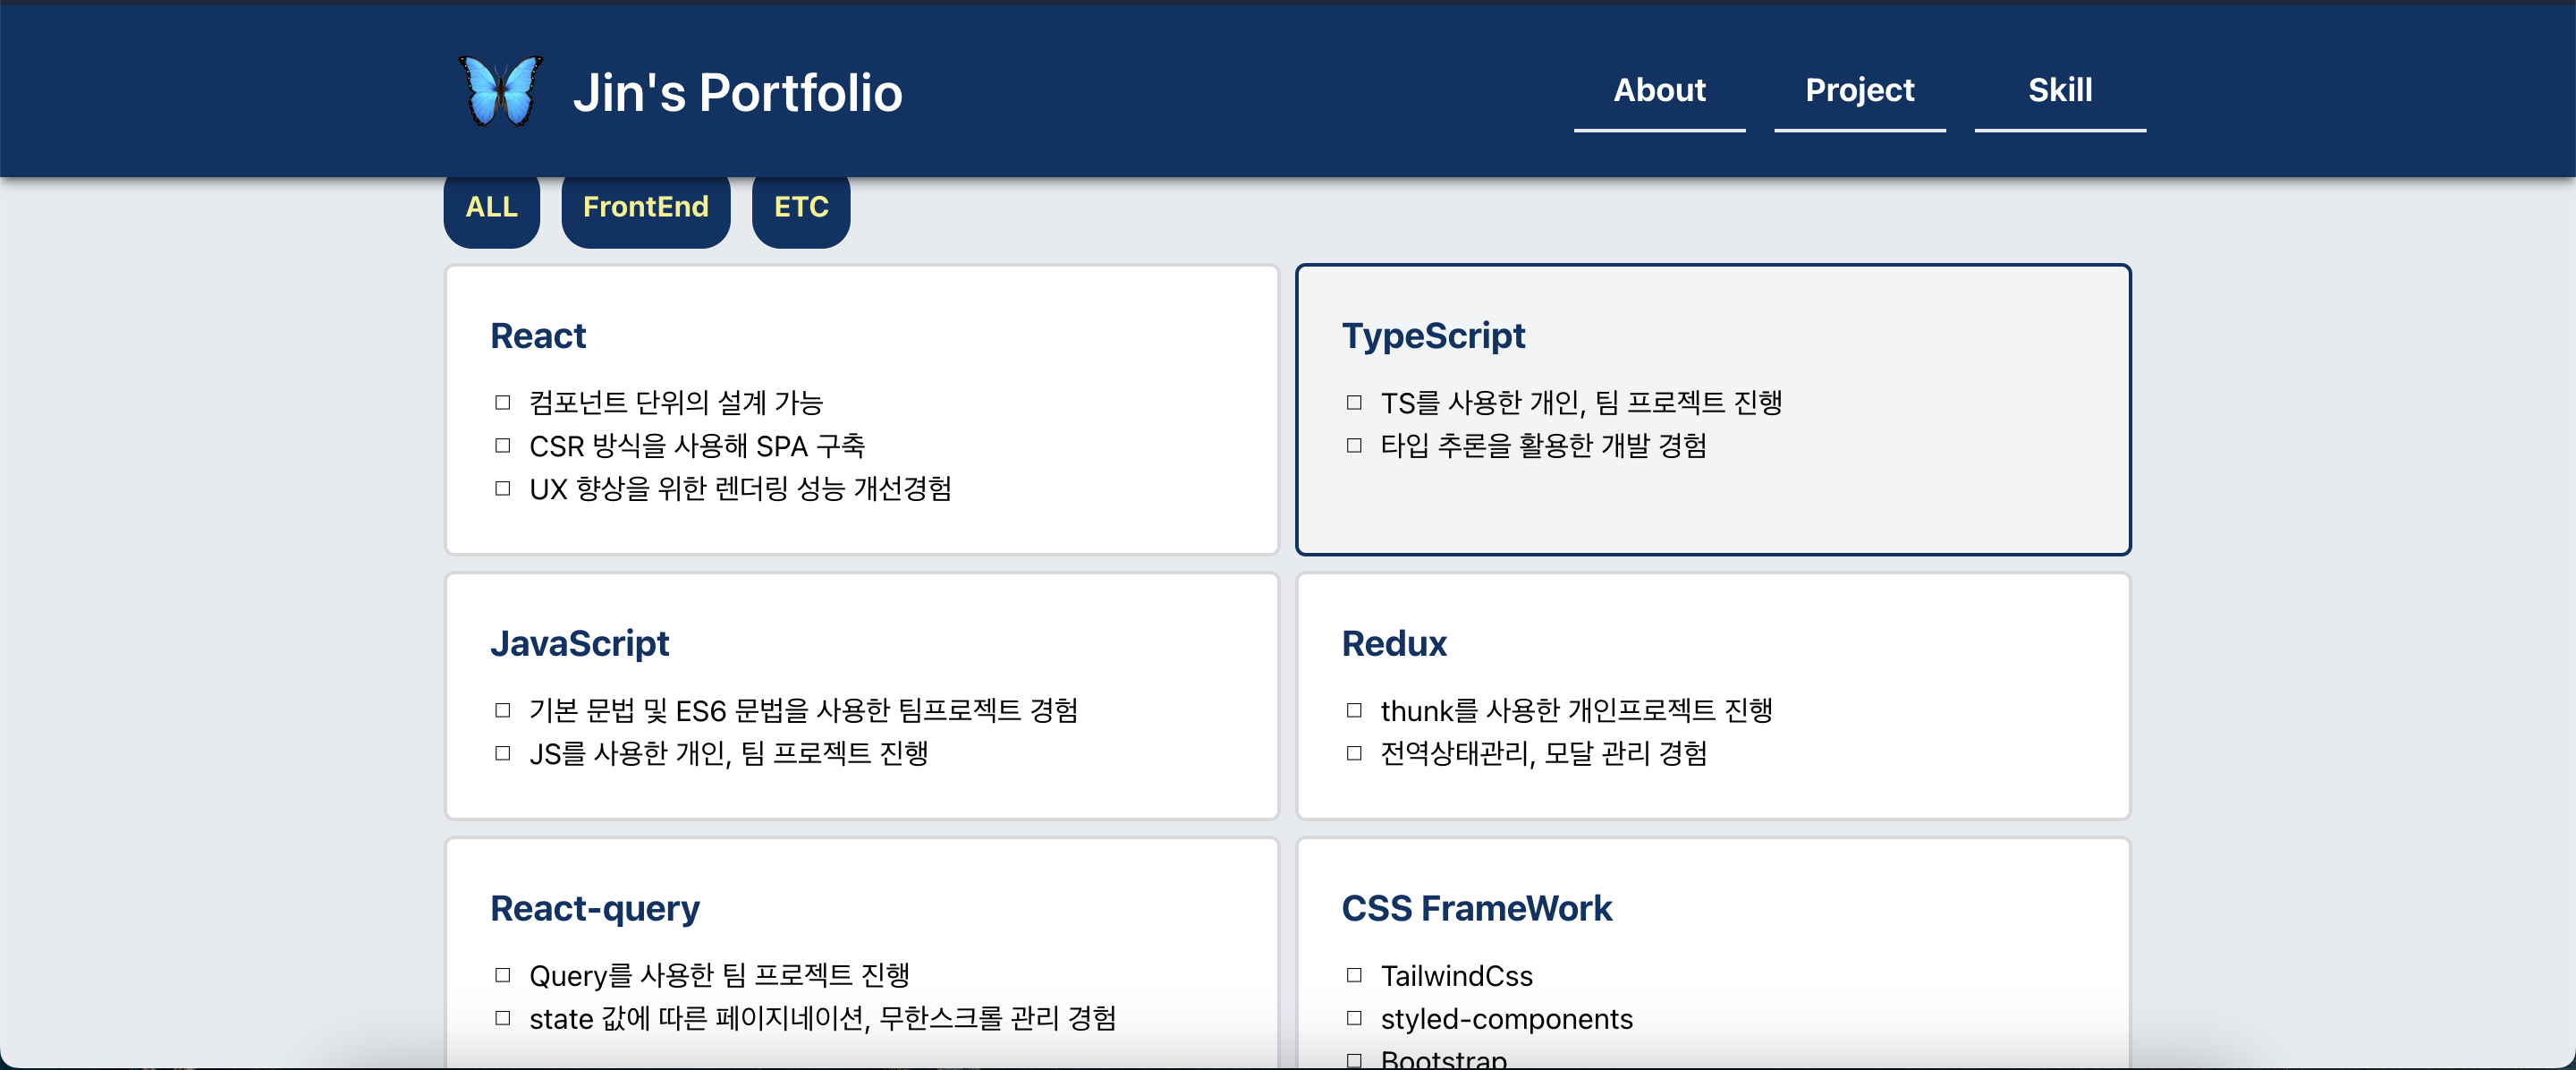 Jin's Portfolio
About
Project
Skill
ALL
FrontEnd
ETC
React
컴포넌트 단위의 설계 가능
CSR 방식을 사용해 SPA 구축
UX 향상을 위한 렌더링 성능 개선경험
TypeScript
TS를 사용한 개인, 팀 프로젝트 진행
타입 추론을 활용한 개발 경험
JavaScript
기본 문법 및 ES6 문법을 사용한 팀프로젝트 경험
JS를 사용한 개인, 팀 프로젝트 진행
Redux
thunk를 사용한 개인프로젝트 진행
전역상태관리, 모달 관리 경험
React-query
Query를 사용한 팀 프로젝트 진행
state 값에 따른 페이지네이션, 무한스크롤 관리 경험
CSS FrameWork
TailwindCss
styled-components
Bootstrap